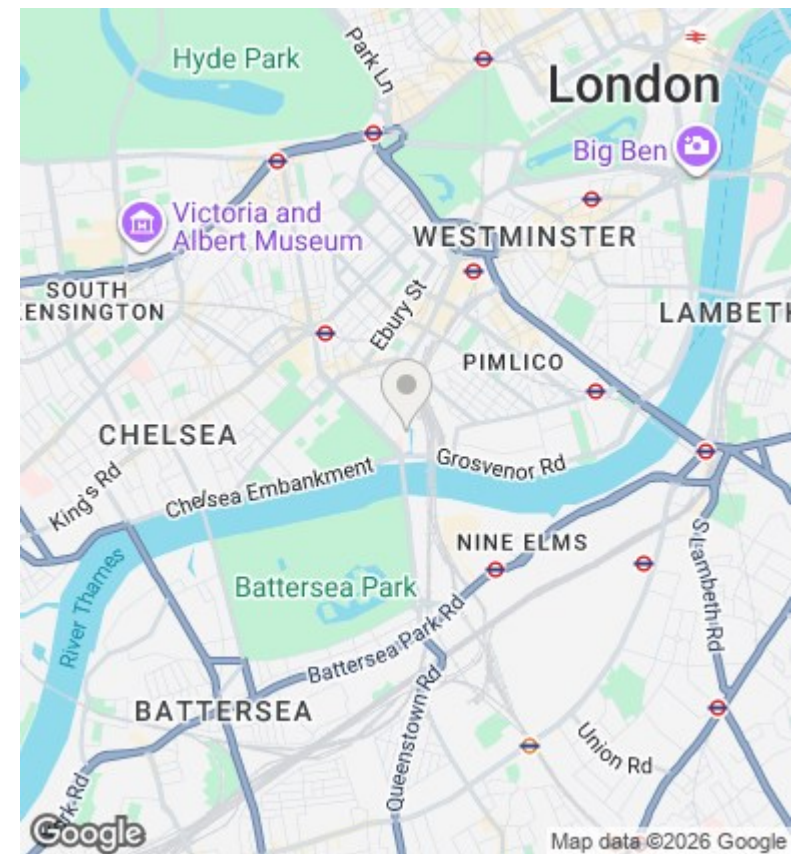 Hyde Park
Park Ln
London
Big Ben
Victoria and
Albert Museum
WESTMINSTER
SOUTH
KENSINGTON
Ebury St
LAMBETH
PIMLICO
CHELSEA
King's Rd
Chelsea Embankment
Grosvenor Rd
NINE ELMS
S Lambeth Rd
River Thames
Battersea Park
Battersea Park Rd
BATTERSEA
Queenstown Rd
Union Rd
Park Rd
Google
Map data ©2026 Google